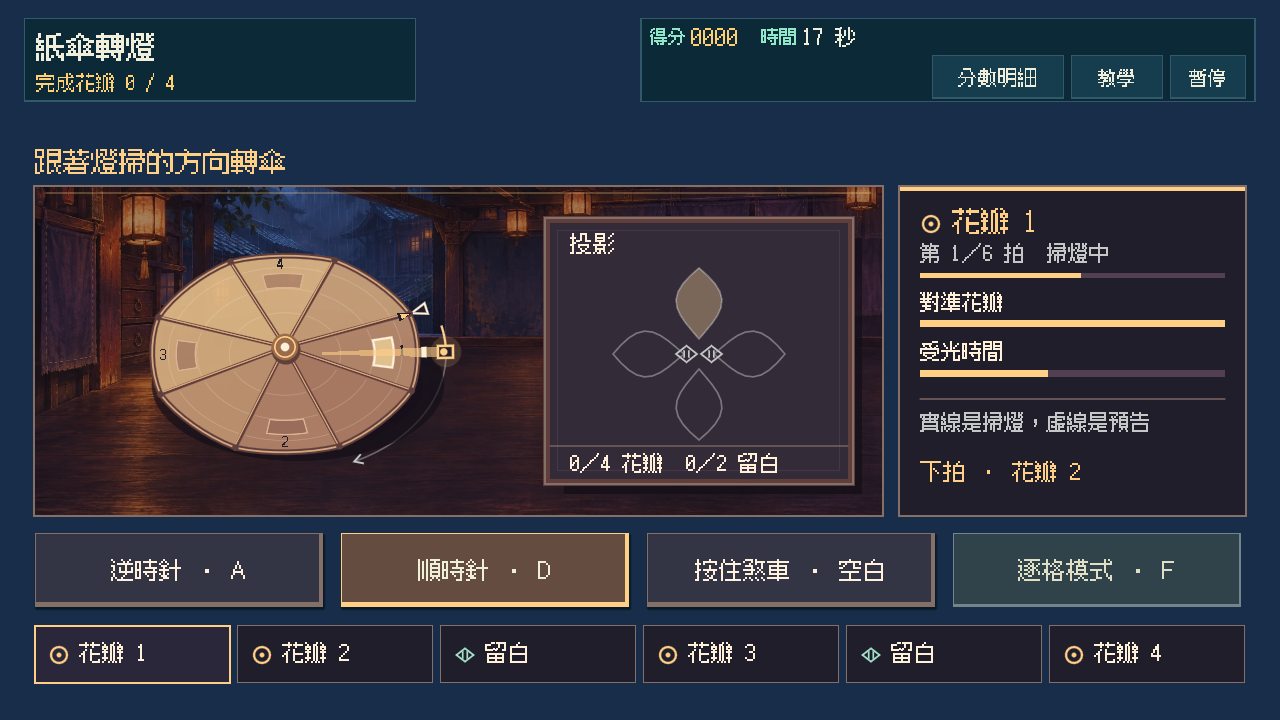 紙傘轉燈
完成花瓣 0 / 4
得分 0000 時間 17 秒
分數明細 教學 暫停
跟著燈掃的方向轉傘
4
3
1
2
投影
0/4 花瓣 0/2 留白
花瓣 1
第 1/6 拍 掃燈中
對準花瓣
受光時間
實線是掃燈，虛線是預告
下拍 · 花瓣 2
逆時針 · A
順時針 · D
按住煞車 · 空白
逐格模式 · F
花瓣 1
花瓣 2
留白
花瓣 3
留白
花瓣 4